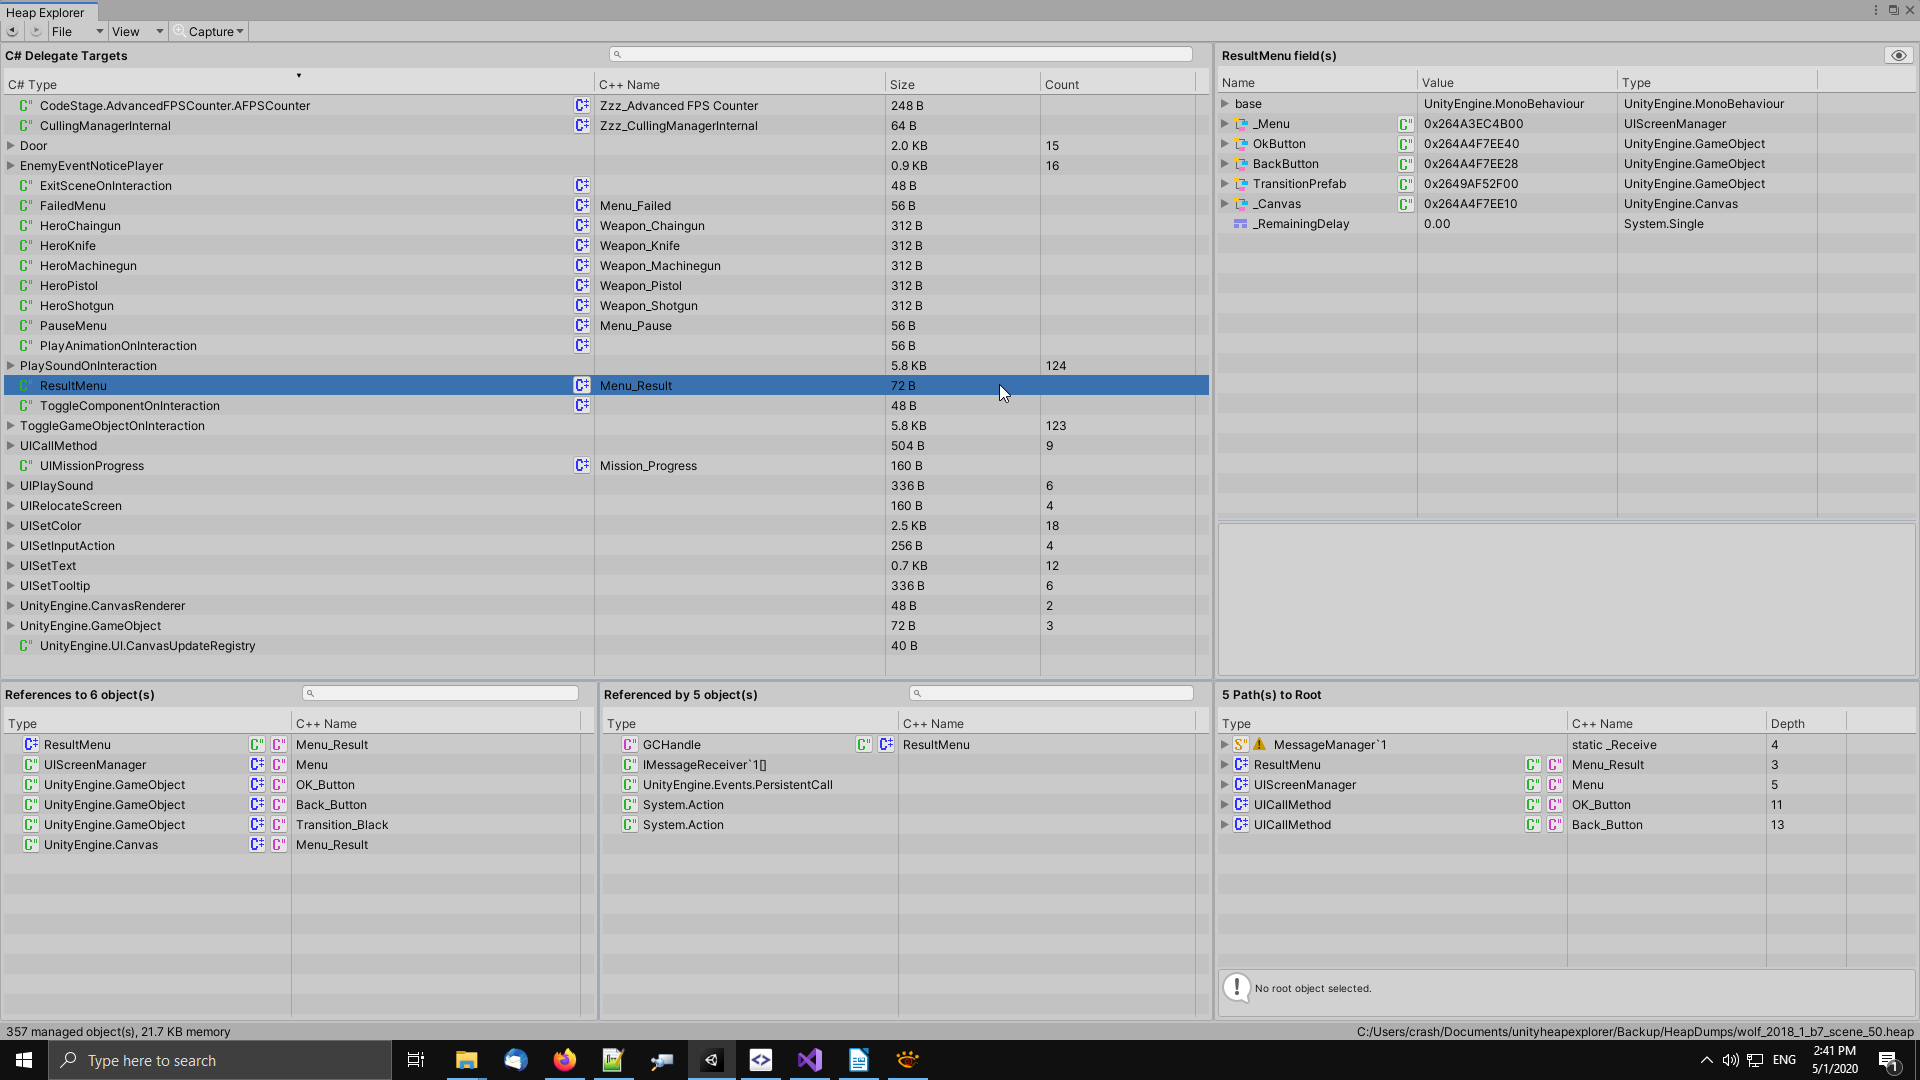 Heap Explorer
File View Capture
C# Delegate Targets
C# Type C++ Name Size Count
CodeStage.AdvancedFPSCounter.AFPSCounter Zzz_Advanced FPS Counter 248 B
CullingManagerInternal Zzz_CullingManagerInternal 64 B
Door 2.0 KB 15
EnemyEventNoticePlayer 0.9 KB 16
ExitSceneOnInteraction 48 B
FailedMenu Menu_Failed 56 B
HeroChaingun Weapon_Chaingun 312 B
HeroKnife Weapon_Knife 312 B
HeroMachinegun Weapon_Machinegun 312 B
HeroPistol Weapon_Pistol 312 B
HeroShotgun Weapon_Shotgun 312 B
PauseMenu Menu_Pause 56 B
PlayAnimationOnInteraction 56 B
PlaySoundOnInteraction 5.8 KB 124
ResultMenu Menu_Result 72 B
ToggleComponentOnInteraction 48 B
ToggleGameObjectOnInteraction 5.8 KB 123
UICallMethod 504 B 9
UIMissionProgress Mission_Progress 160 B
UIPlaySound 336 B 6
UIRelocateScreen 160 B 4
UISetColor 2.5 KB 18
UISetInputAction 256 B 4
UISetText 0.7 KB 12
UISetTooltip 336 B 6
UnityEngine.CanvasRenderer 48 B 2
UnityEngine.GameObject 72 B 3
UnityEngine.UI.CanvasUpdateRegistry 40 B
ResultMenu field(s)
Name Value Type
base UnityEngine.MonoBehaviour UnityEngine.MonoBehaviour
_Menu 0x264A3EC4B00 UIScreenManager
OkButton 0x264A4F7EE40 UnityEngine.GameObject
BackButton 0x264A4F7EE28 UnityEngine.GameObject
TransitionPrefab 0x2649AF52F00 UnityEngine.GameObject
_Canvas 0x264A4F7EE10 UnityEngine.Canvas
_RemainingDelay 0.00 System.Single
References to 6 object(s)
Type C++ Name
ResultMenu Menu_Result
UIScreenManager Menu
UnityEngine.GameObject OK_Button
UnityEngine.GameObject Back_Button
UnityEngine.GameObject Transition_Black
UnityEngine.Canvas Menu_Result
Referenced by 5 object(s)
Type C++ Name
GCHandle ResultMenu
IMessageReceiver`1[]
UnityEngine.Events.PersistentCall
System.Action
System.Action
5 Path(s) to Root
Type C++ Name Depth
MessageManager`1 static _Receive 4
ResultMenu Menu_Result 3
UIScreenManager Menu 5
UICallMethod OK_Button 11
UICallMethod Back_Button 13
No root object selected.
357 managed object(s), 21.7 KB memory
C:/Users/crash/Documents/unityheapexplorer/Backup/HeapDumps/wolf_2018_1_b7_scene_50.heap
Type here to search
ENG
2:41 PM
5/1/2020
1